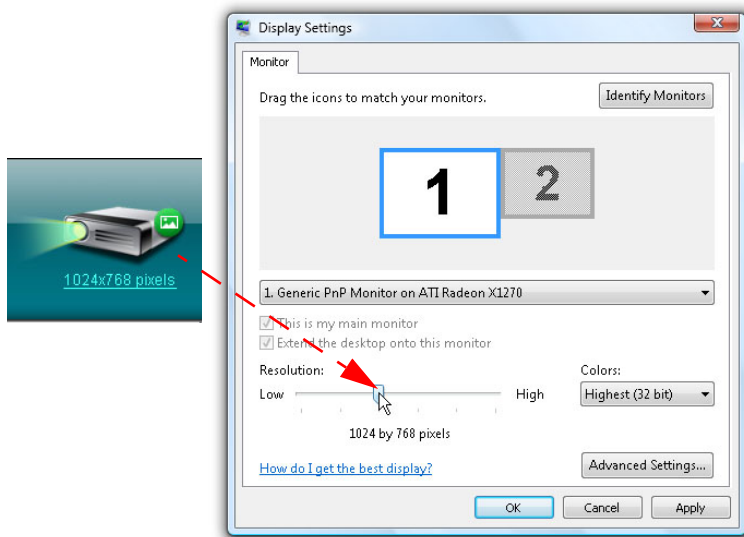 Display Settings
Monitor
Drag the icons to match your monitors.
Identify Monitors
1
2
1024x768 pixels
1. Generic PnP Monitor on ATI Radeon X1270
This is my main monitor
Extend the desktop onto this monitor
Resolution:
Colors:
Low
High
Highest (32 bit)
1024 by 768 pixels
How do I get the best display?
Advanced Settings...
OK
Cancel
Apply